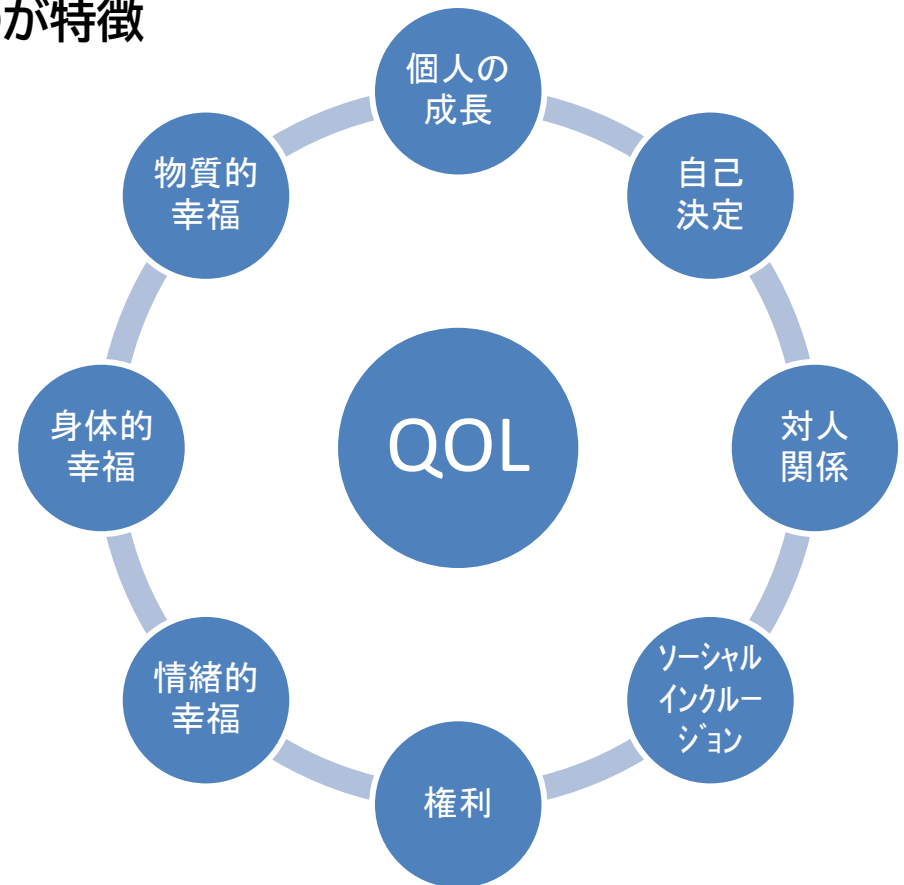 が特徴
個人の
成長
自己
決定
対人
関係
ソーシャル
インクルー
ジョン
権利
情緒的
幸福
身体的
幸福
物質的
幸福
QOL